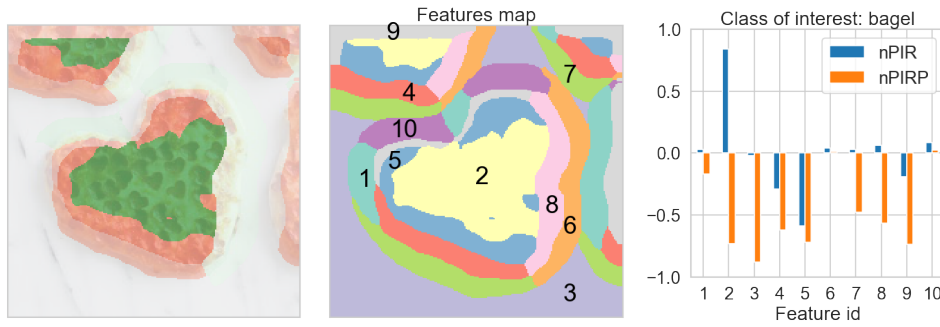 Features map
9
7
4
10
5
1
2
8
6
3
Class of interest: bagel
nPIR
nPIRP
1.0
0.5
0.0
−0.5
−1.0
1 2 3 4 5 6 7 8 9 10
Feature id